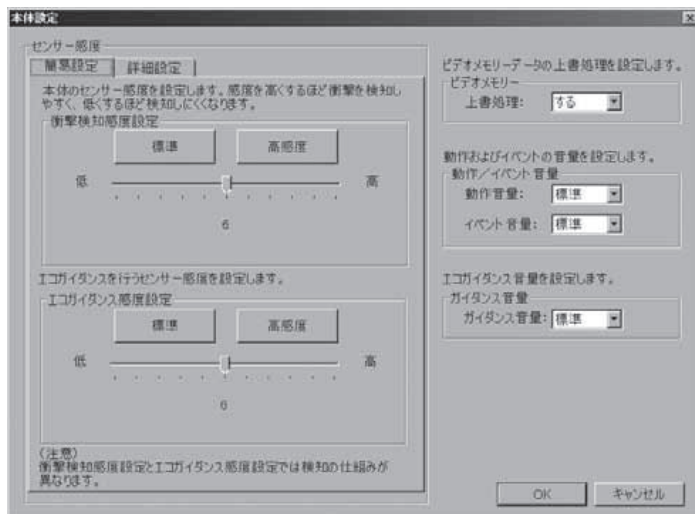 本体設定
センサー感度
簡易設定
詳細設定
本体のセンサー感度を設定します。感度を高くするほど衝撃を検知し
やすく、低くするほど検知しにくくなります。
衝撃検知感度設定
標準
高感度
低
高
6
エコガイダンスを行うセンサー感度を設定します。
エコガイダンス感度設定
標準
高感度
低
高
6
(注意)
衝撃検知感度設定とエコガイダンス感度設定では検知の仕組みが
異なります。
ビデオメモリーデータの上書処理を設定します。
ビデオメモリー
上書処理: する
動作およびイベントの音量を設定します。
動作/イベント音量
動作音量: 標準
イベント音量: 標準
エコガイダンス音量を設定します。
ガイダンス音量
ガイダンス音量: 標準
OK
キャンセル